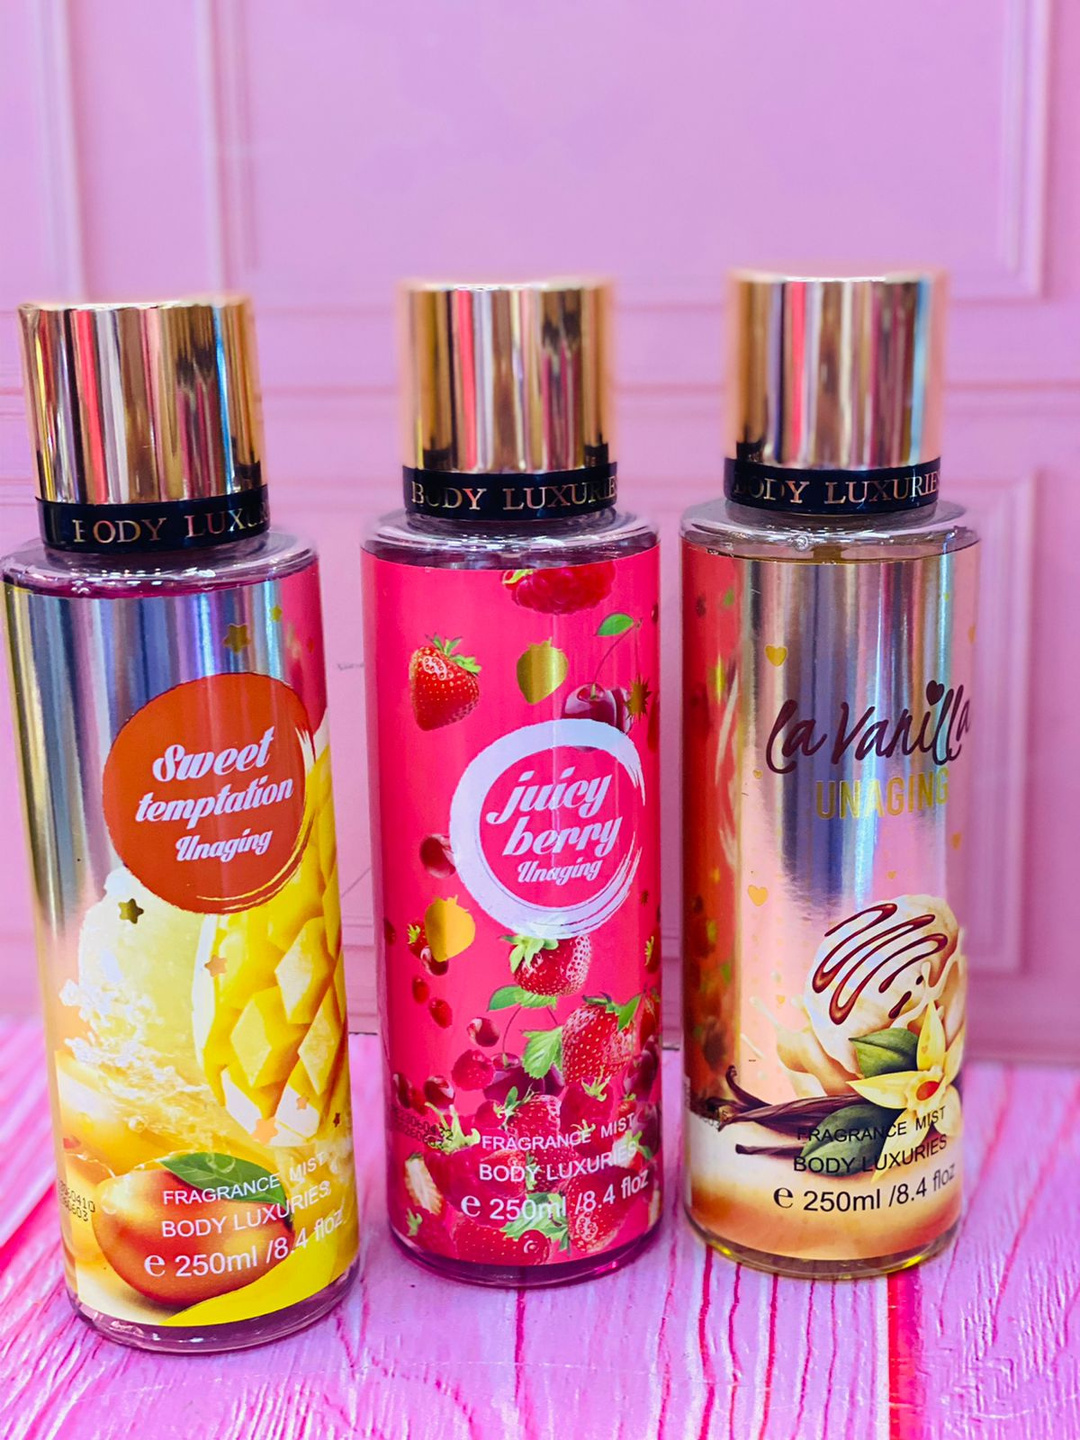 BODY LUXU
Sweet
temptation
Unaging
FRAGRANCE MIST
BODY LUXURIES
e 250ml /8.4 floz
BODY LUXURIES
juicy
berry
Unaging
FRAGRANCE MIST
BODY LUXURIES
e 250ml /8.4 floz
BODY LUXURIES
la Vanilla
UNAGING
FRAGRANCE MIST
BODY LUXURIES
e 250ml /8.4 floz